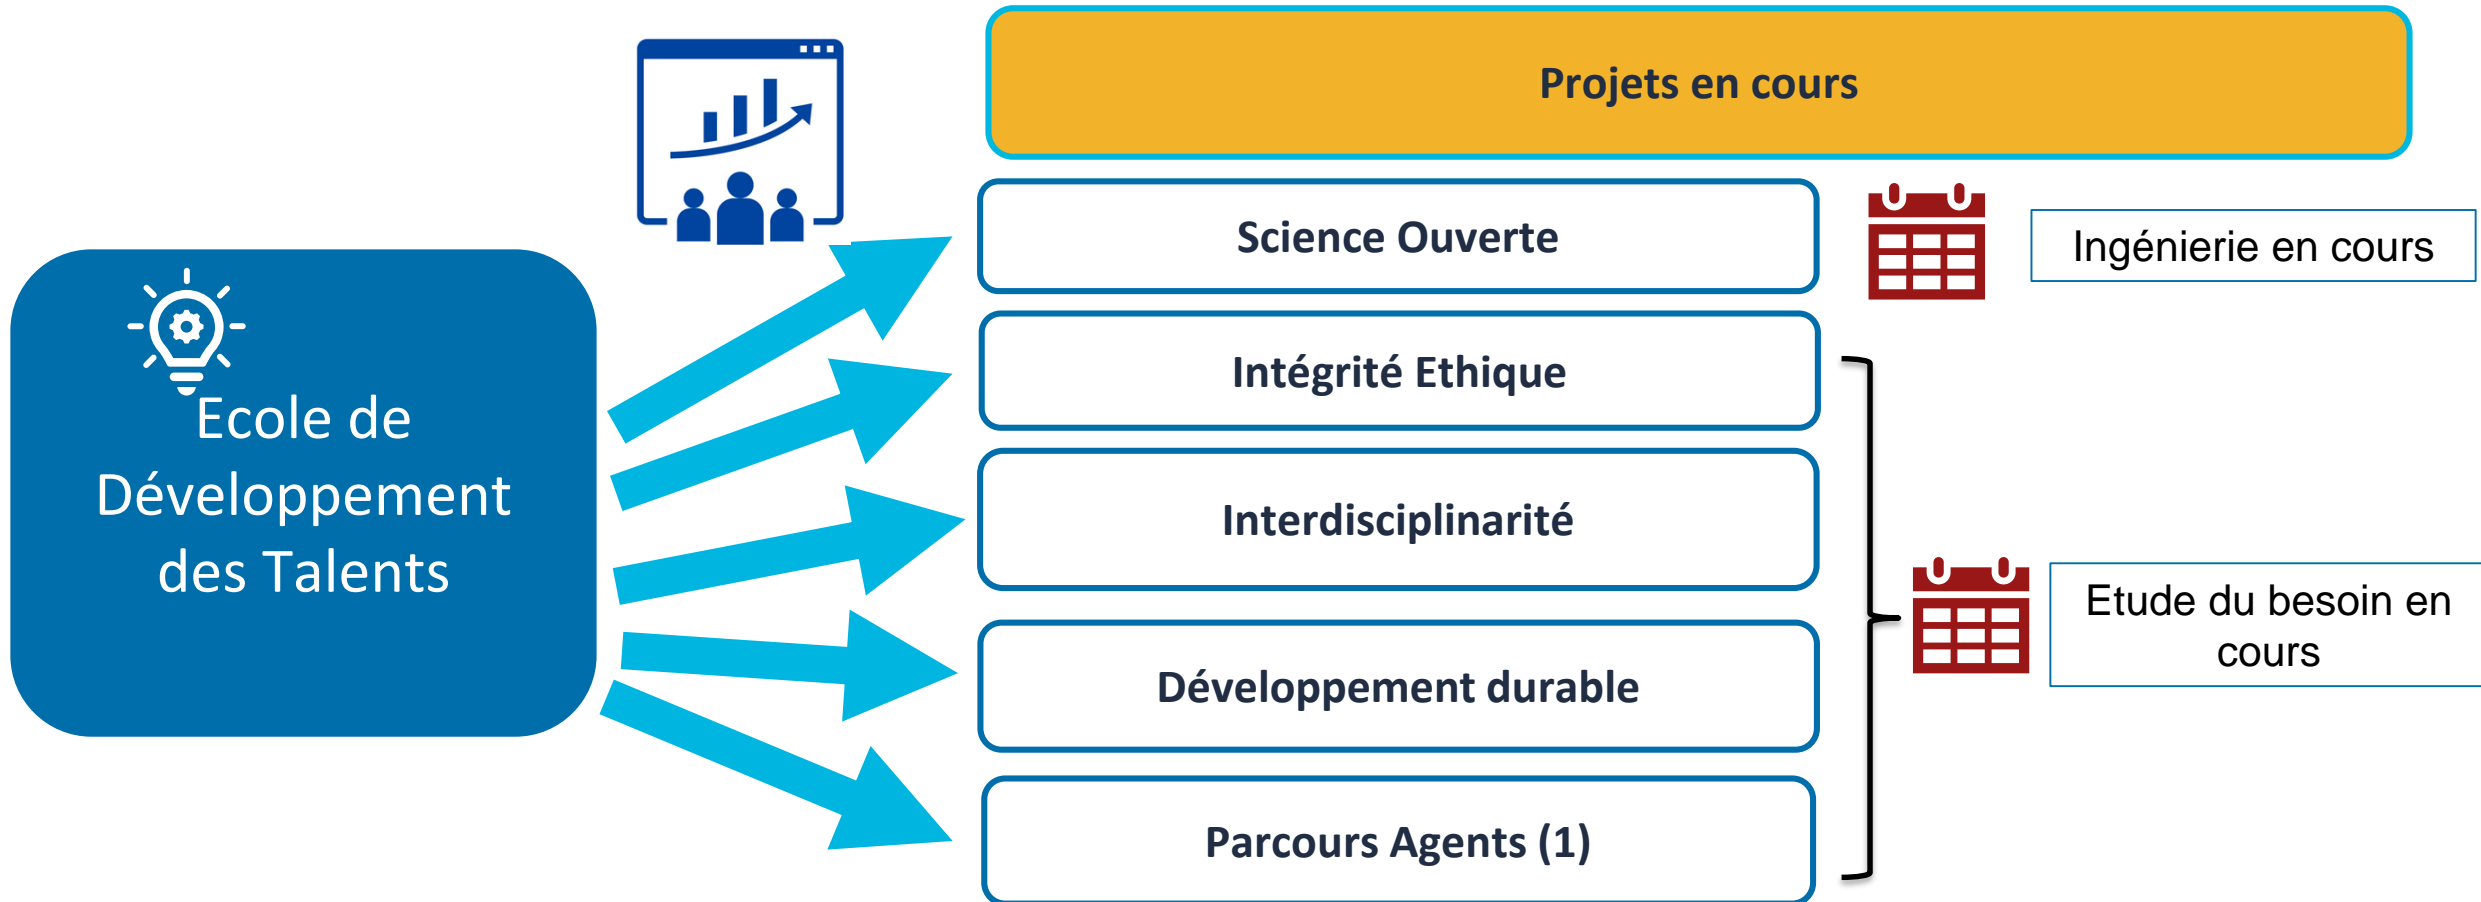 Projets en cours
Ecole de
Développement
des Talents
Science Ouverte
Ingénierie en cours
Intégrité Ethique
Interdisciplinarité
Développement durable
Parcours Agents (1)
Etude du besoin en
cours